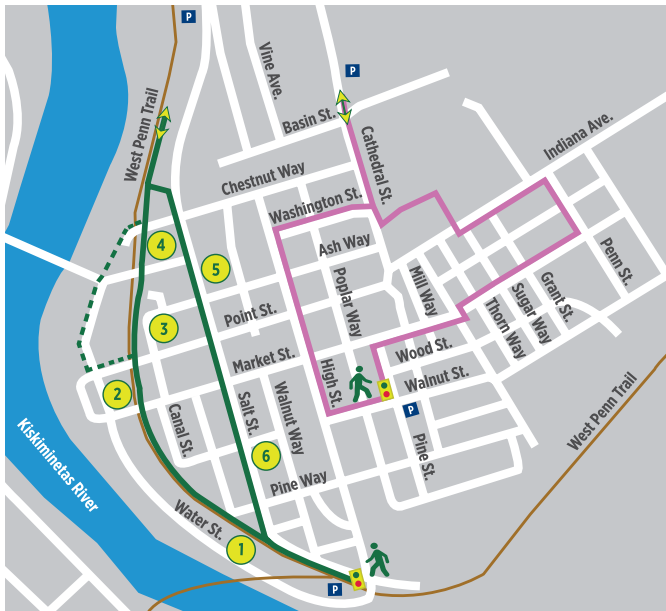 P
P
Vine Ave.
West Penn Trail
Basin St.
Cathedral St.
Indiana Ave.
Chestnut Way
Washington St.
4
Ash Way
5
Penn St.
Mill Way
Poplar Way
Grant St.
Sugar Way
Thorn Way
3
Point St.
Wood St.
Market St.
High St.
Walnut St.
2
P
Walnut Way
Salt St.
Canal St.
West Penn Trail
Pine St.
6
Kiskiminetas River
Pine Way
Water St.
1
P